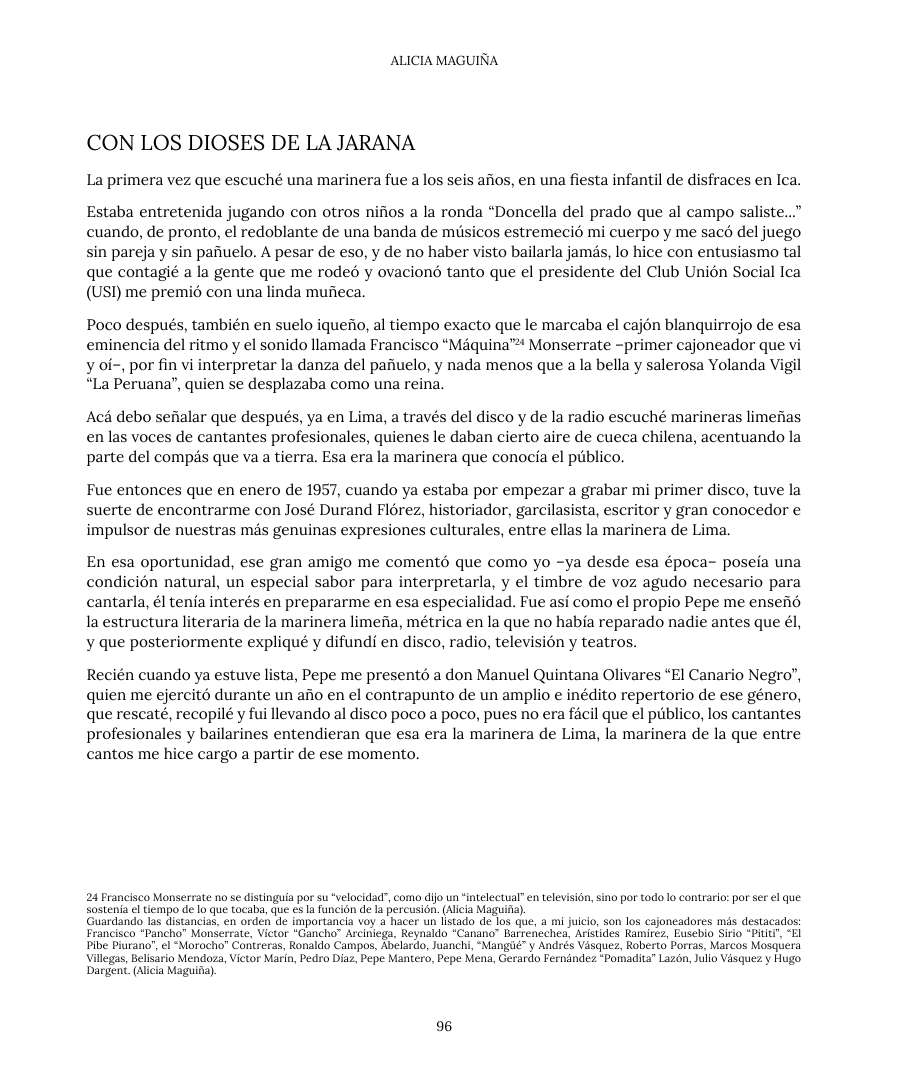 ALICIA MAGUIÑA
CON LOS DIOSES DE LA JARANA
La primera vez que escuché una marinera fue a los seis años, en una fiesta infantil de disfraces en Ica.
Estaba entretenida jugando con otros niños a la ronda “Doncella del prado que al campo saliste...”
cuando, de pronto, el redoblante de una banda de músicos estremeció mi cuerpo y me sacó del juego
sin pareja y sin pañuelo. A pesar de eso, y de no haber visto bailarla jamás, lo hice con entusiasmo tal
que contagié a la gente que me rodeó y ovacionó tanto que el presidente del Club Unión Social Ica
(USI) me premió con una linda muñeca.
Poco después, también en suelo iqueño, al tiempo exacto que le marcaba el cajón blanquirrojo de esa
eminencia del ritmo y el sonido llamada Francisco “Máquina”²⁴ Monserrate –primer cajoneador que vi
y oí–, por fin vi interpretar la danza del pañuelo, y nada menos que a la bella y salerosa Yolanda Vigil
“La Peruana”, quien se desplazaba como una reina.
Acá debo señalar que después, ya en Lima, a través del disco y de la radio escuché marineras limeñas
en las voces de cantantes profesionales, quienes le daban cierto aire de cueca chilena, acentuando la
parte del compás que va a tierra. Esa era la marinera que conocía el público.
Fue entonces que en enero de 1957, cuando ya estaba por empezar a grabar mi primer disco, tuve la
suerte de encontrarme con José Durand Flórez, historiador, garcilasista, escritor y gran conocedor e
impulsor de nuestras más genuinas expresiones culturales, entre ellas la marinera de Lima.
En esa oportunidad, ese gran amigo me comentó que como yo –ya desde esa época– poseía una
condición natural, un especial sabor para interpretarla, y el timbre de voz agudo necesario para
cantarla, él tenía interés en prepararme en esa especialidad. Fue así como el propio Pepe me enseñó
la estructura literaria de la marinera limeña, métrica en la que no había reparado nadie antes que él,
y que posteriormente expliqué y difundí en disco, radio, televisión y teatros.
Recién cuando ya estuve lista, Pepe me presentó a don Manuel Quintana Olivares “El Canario Negro”,
quien me ejercitó durante un año en el contrapunto de un amplio e inédito repertorio de ese género,
que rescaté, recopilé y fui llevando al disco poco a poco, pues no era fácil que el público, los cantantes
profesionales y bailarines entendieran que esa era la marinera de Lima, la marinera de la que entre
cantos me hice cargo a partir de ese momento.
24 Francisco Monserrate no se distinguía por su “velocidad”, como dijo un “intelectual” en televisión, sino por todo lo contrario: por ser el que
sostenía el tiempo de lo que tocaba, que es la función de la percusión. (Alicia Maguiña).
Guardando las distancias, en orden de importancia voy a hacer un listado de los que, a mi juicio, son los cajoneadores más destacados:
Francisco “Pancho” Monserrate, Víctor “Gancho” Arciniega, Reynaldo “Canano” Barrenechea, Arístides Ramírez, Eusebio Sirio “Pititi”, “El
Pibe Piurano”, el “Morocho” Contreras, Ronaldo Campos, Abelardo, Juanchi, “Mangüé” y Andrés Vásquez, Roberto Porras, Marcos Mosquera
Villegas, Belisario Mendoza, Víctor Marín, Pedro Díaz, Pepe Mantero, Pepe Mena, Gerardo Fernández “Pomadita” Lazón, Julio Vásquez y Hugo
Dargent. (Alicia Maguiña).
96